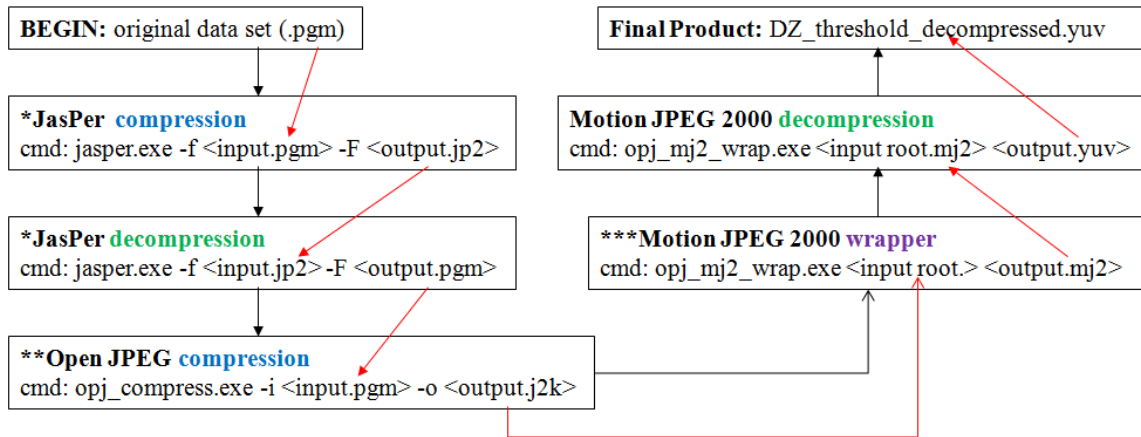 BEGIN: original data set (.pgm)
*JasPer compression
cmd: jasper.exe -f <input.pgm> -F <output.jp2>
*JasPer decompression
cmd: jasper.exe -f <input.jp2> -F <output.pgm>
**Open JPEG compression
cmd: opj_compress.exe -i <input.pgm> -o <output.j2k>
***Motion JPEG 2000 wrapper
cmd: opj_mj2_wrap.exe <input root.> <output.mj2>
Motion JPEG 2000 decompression
cmd: opj_mj2_wrap.exe <input root.mj2> <output.yuv>
Final Product: DZ_threshold_decompressed.yuv